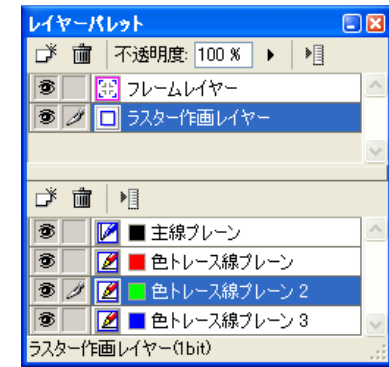 レイヤーパレット
不透明度: 100 %
フレームレイヤー
ラスター作画レイヤー
主線プレーン
色トレース線プレーン
色トレース線プレーン 2
色トレース線プレーン 3
ラスター作画レイヤー(1bit)